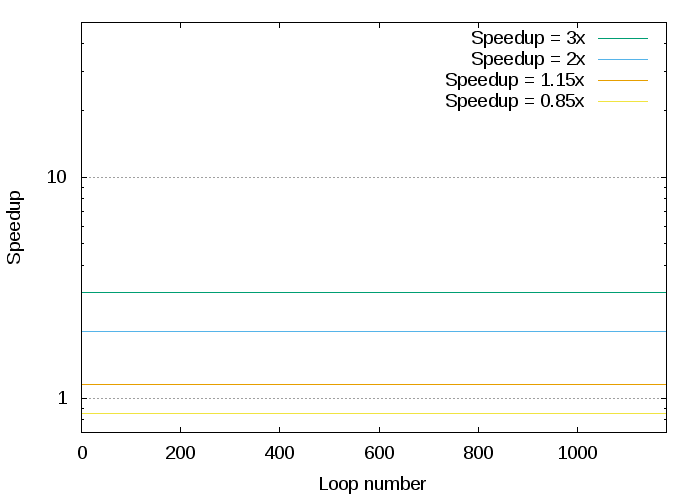 Speedup = 3x
Speedup = 2x
Speedup = 1.15x
Speedup = 0.85x
10
1
Speedup
0 200 400 600 800 1000
Loop number